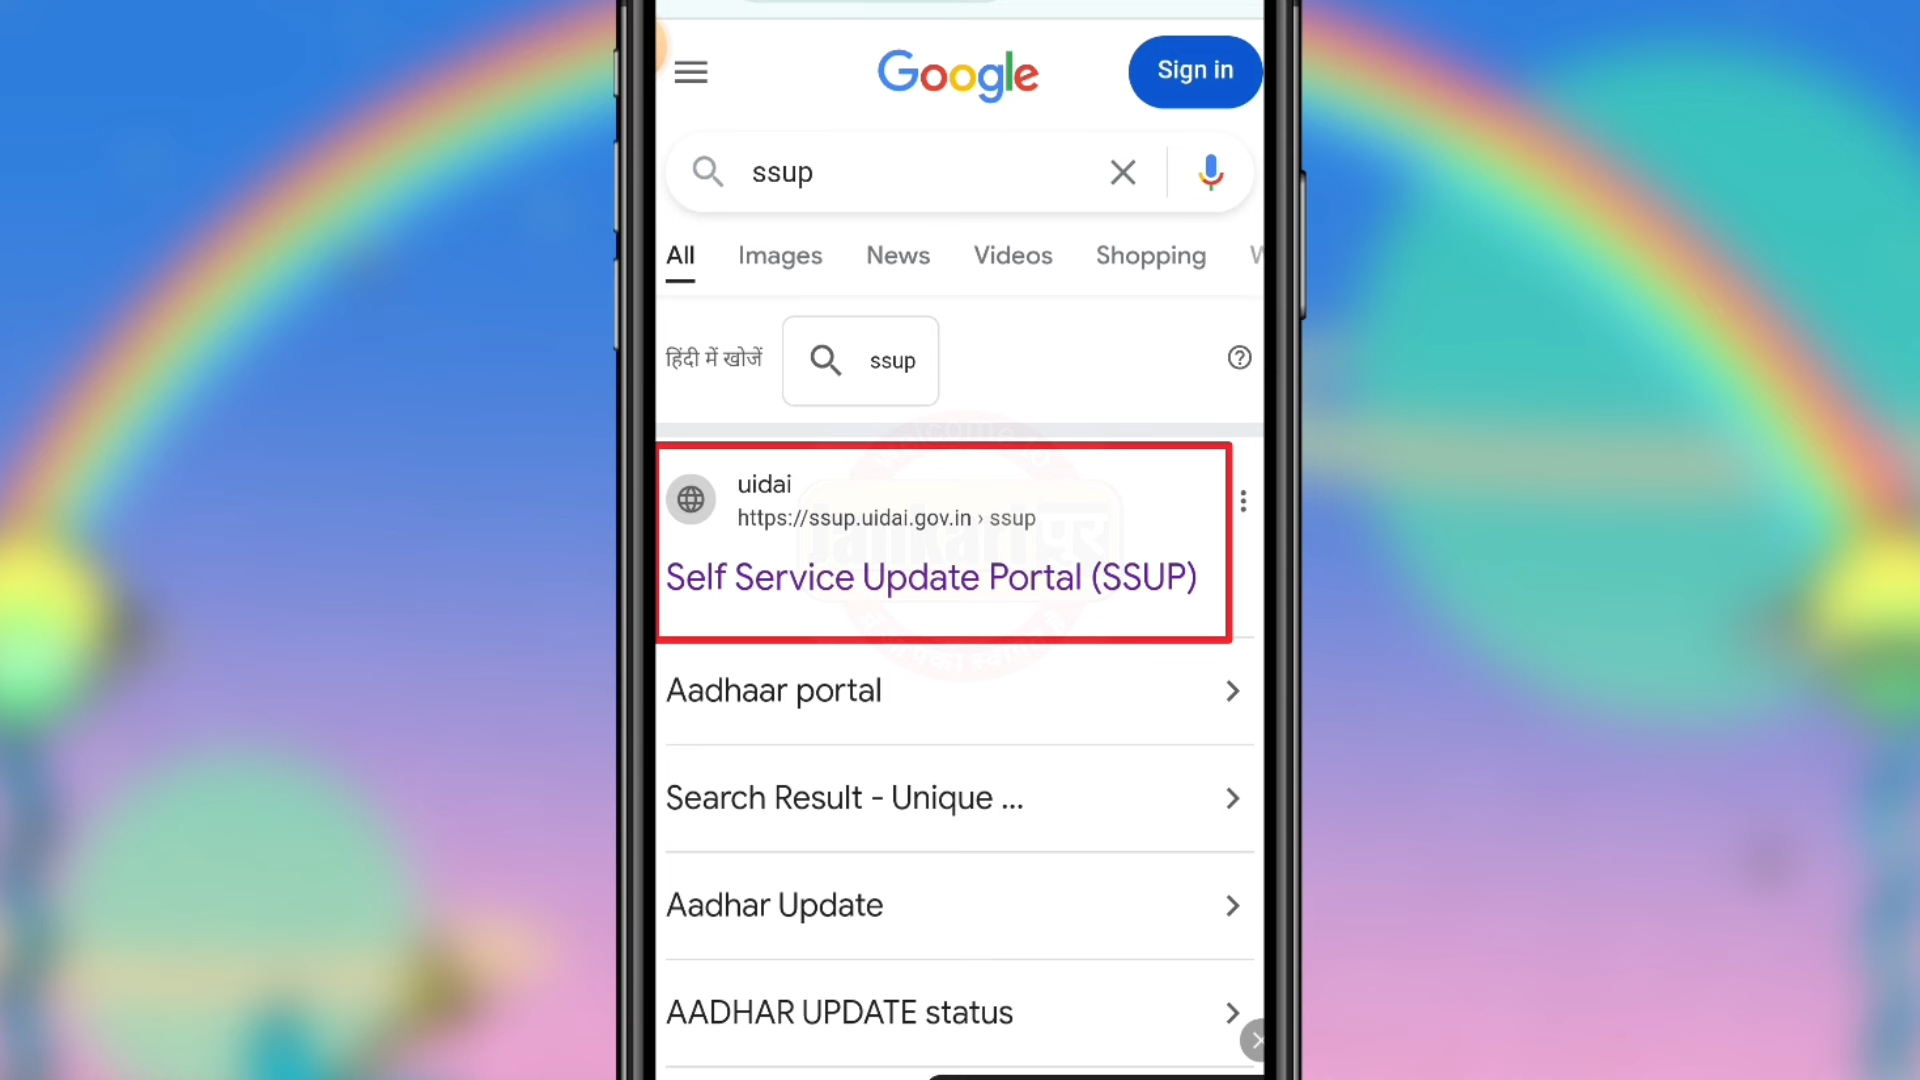 Google
Sign in
ssup
All Images News Videos Shopping
हिंदी में खोजें ssup
uidai
https://ssup.uidai.gov.in › ssup
Self Service Update Portal (SSUP)
Aadhaar portal
Search Result - Unique ...
Aadhar Update
AADHAR UPDATE status